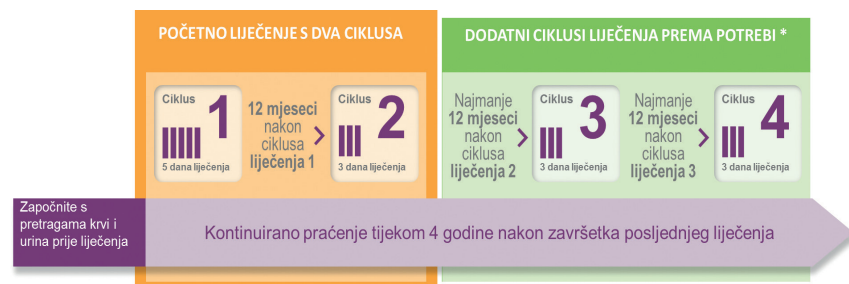 POČETNO LIJEČENJE S DVA CIKLUSA
DODATNI CIKLUSI LIJEČENJA PREMA POTREBI *
Ciklus
1
5 dana liječenja
12 mjeseci
nakon
ciklusa
liječenja 1
Ciklus
2
3 dana liječenja
Najmanje
12 mjeseci
nakon
ciklusa
liječenja 2
Ciklus
3
3 dana liječenja
Najmanje
12 mjeseci
nakon
ciklusa
liječenja 3
Ciklus
4
3 dana liječenja
Započnite s
pretragama krvi i
urina prije liječenja
Kontinuirano praćenje tijekom 4 godine nakon završetka posljednjeg liječenja